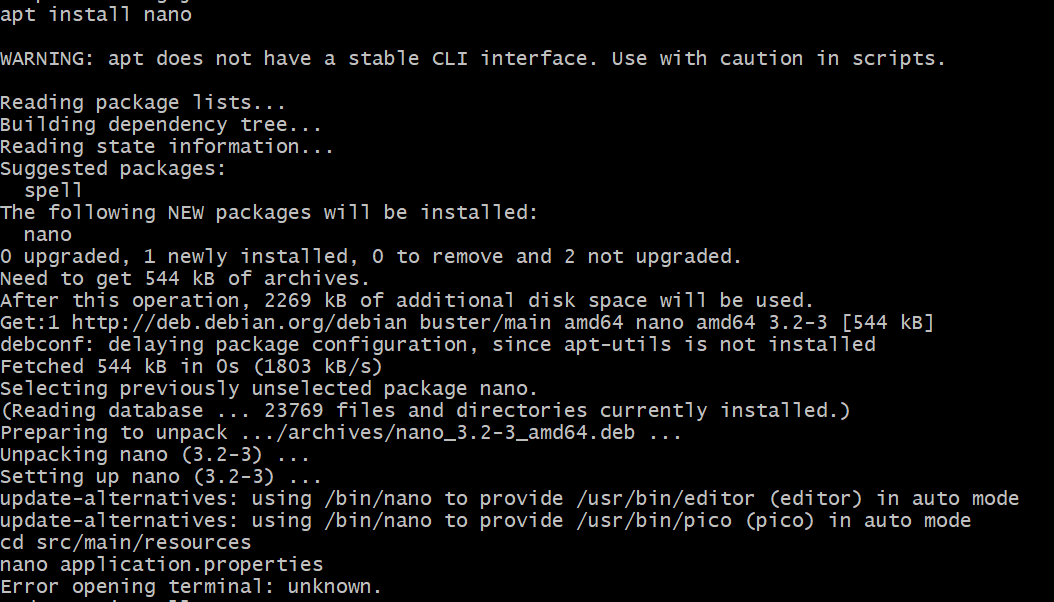 apt install nano
WARNING: apt does not have a stable CLI interface. Use with caution in scripts.
Reading package lists...
Building dependency tree...
Reading state information...
Suggested packages:
spell
The following NEW packages will be installed:
nano
0 upgraded, 1 newly installed, 0 to remove and 2 not upgraded.
Need to get 544 kB of archives.
After this operation, 2269 kB of additional disk space will be used.
Get:1 http://deb.debian.org/debian buster/main amd64 nano amd64 3.2-3 [544 kB]
debconf: delaying package configuration, since apt-utils is not installed
Fetched 544 kB in 0s (1803 kB/s)
Selecting previously unselected package nano.
(Reading database ... 23769 files and directories currently installed.)
Preparing to unpack .../archives/nano_3.2-3_amd64.deb ...
Unpacking nano (3.2-3) ...
Setting up nano (3.2-3) ...
update-alternatives: using /bin/nano to provide /usr/bin/editor (editor) in auto mode
update-alternatives: using /bin/nano to provide /usr/bin/pico (pico) in auto mode
cd src/main/resources
nano application.properties
Error opening terminal: unknown.